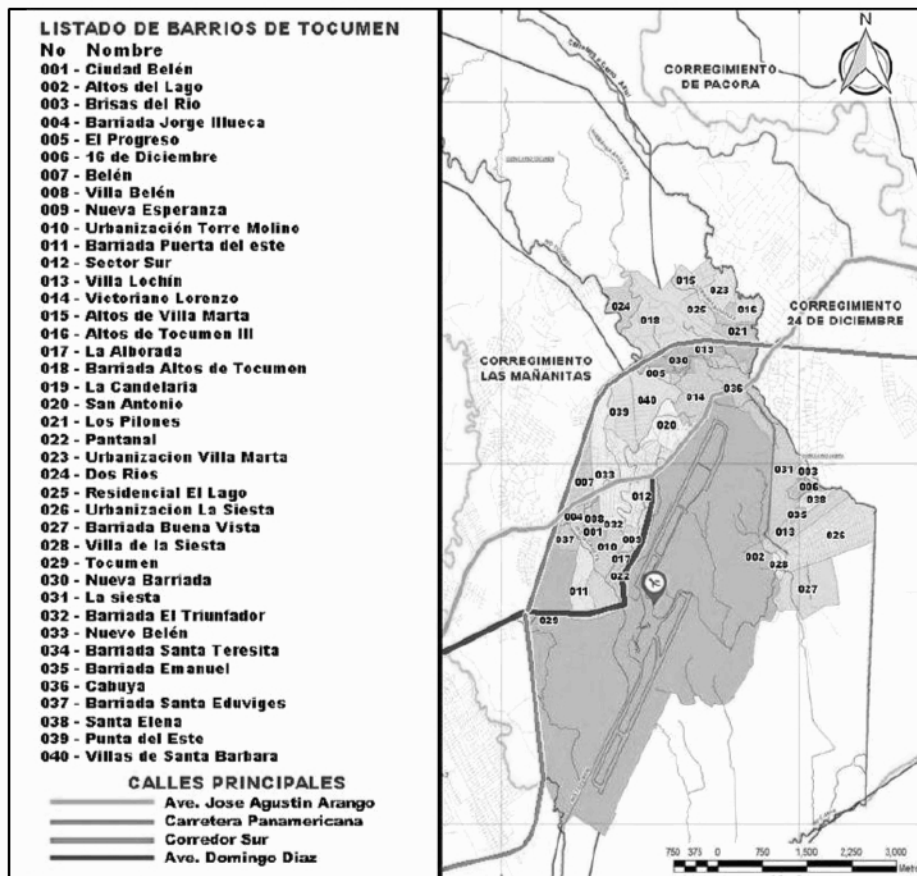 LISTADO DE BARRIOS DE TOCUMEN
No Nombre
001 - Ciudad Belén
002 - Altos del Lago
003 - Brisas del Rio
004 - Barriada Jorge Illueca
005 - El Progreso
006 - 16 de Diciembre
007 - Belén
008 - Villa Belén
009 - Nueva Esperanza
010 - Urbanización Torre Molino
011 - Barriada Puerta del este
012 - Sector Sur
013 - Villa Lochín
014 - Victoriano Lorenzo
015 - Altos de Villa Marta
016 - Altos de Tocumen III
017 - La Alborada
018 - Barriada Altos de Tocumen
019 - La Candelaria
020 - San Antonio
021 - Los Pilones
022 - Pantanal
023 - Urbanizacion Villa Marta
024 - Dos Rios
025 - Residencial El Lago
026 - Urbanizacion La Siesta
027 - Barriada Buena Vista
028 - Villa de la Siesta
029 - Tocumen
030 - Nueva Barriada
031 - La siesta
032 - Barriada El Triunfador
033 - Nuevo Belén
034 - Barriada Santa Teresita
035 - Barriada Emanuel
036 - Cabuya
037 - Barriada Santa Eduviges
038 - Santa Elena
039 - Punta del Este
040 - Villas de Santa Barbara
CALLES PRINCIPALES
Ave. Jose Agustin Arango
Carretera Panamericana
Corredor Sur
Ave. Domingo Diaz
N
CORREGIMIENTO
DE PACORA
CORREGIMIENTO
24 DE DICIEMBRE
CORREGIMIENTO
LAS MAÑANITAS
015
023
024
018
025
016
021
019
030
005
036
014
040
039
020
033
007
012
031
003
006
038
035
013
026
004
008
032
001
037
010
009
017
022
002
028
027
011
029
750 375 0 750 1,500 2,250 3,000